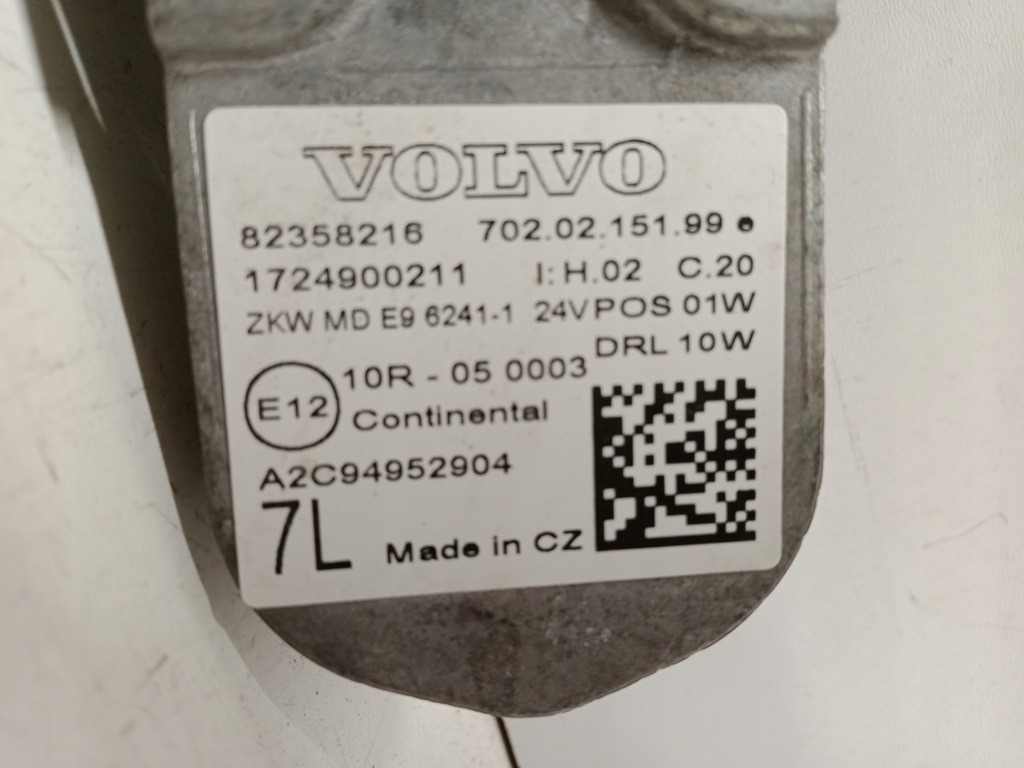 VOLVO
82358216 702.02.151.99
1724900211 I: H.02 C.20
ZKW MD E9 6241-1 24V POS 01W
DRL 10W
E12 10R - 05 0003
Continental
A2C94952904
7L Made in CZ